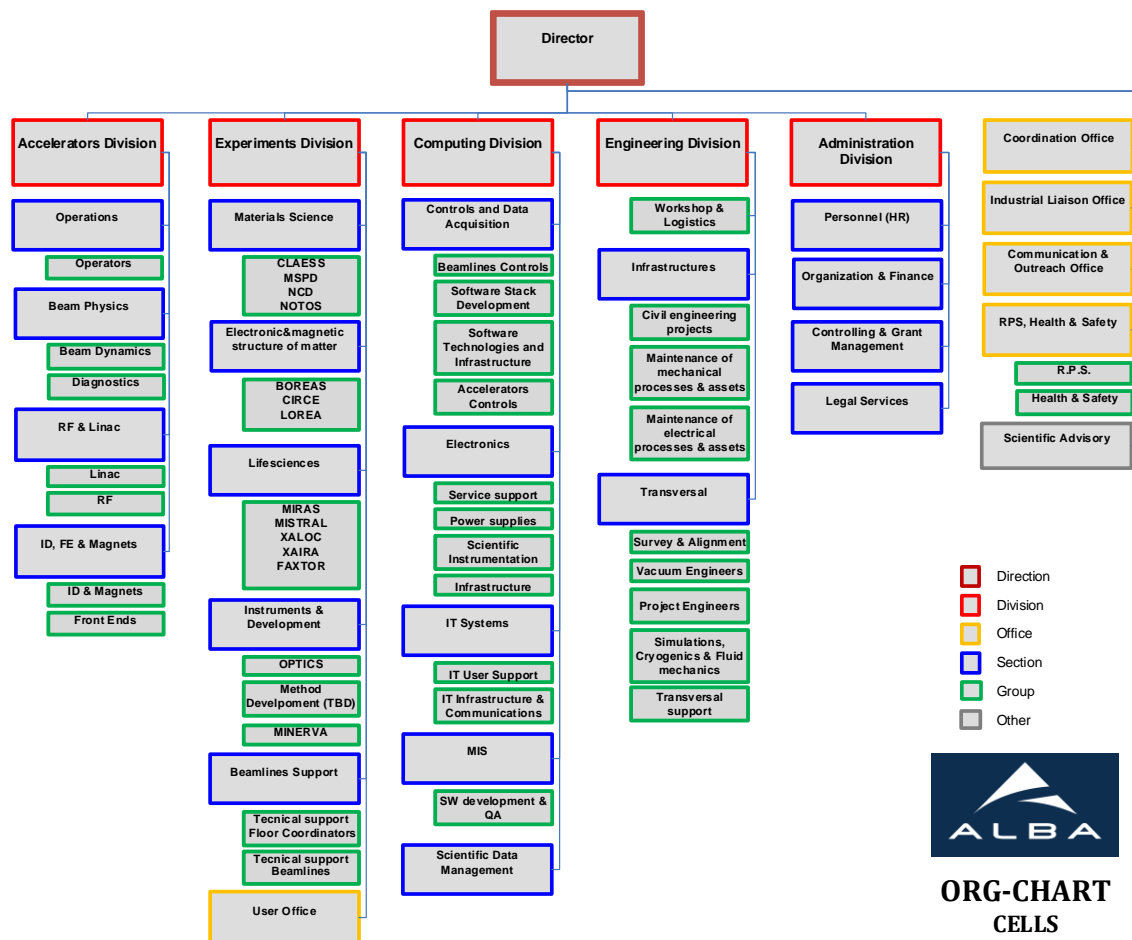 Director
Accelerators Division
Operations
Operators
Beam Physics
Beam Dynamics
Diagnostics
RF & Linac
Linac
RF
ID, FE & Magnets
ID & Magnets
Front Ends
Experiments Division
Materials Science
CLAESS
MSPD
NCD
NOTOS
Electronic&magnetic
structure of matter
BOREAS
CIRCE
LOREA
Lifesciences
MIRAS
MISTRAL
XALOC
XAIRA
FAXTOR
Instruments &
Development
OPTICS
Method
Develpoment (TBD)
MINERVA
Beamlines Support
Tecnical support
Floor Coordinators
Tecnical support
Beamlines
User Office
Computing Division
Controls and Data
Acquisition
Beamlines Controls
Software Stack
Development
Software
Technologies and
Infrastructure
Accelerators
Controls
Electronics
Service support
Power supplies
Scientific
Instrumentation
Infrastructure
IT Systems
IT User Support
IT Infrastructure &
Communications
MIS
SW development &
QA
Scientific Data
Management
Engineering Division
Workshop &
Logistics
Infrastructures
Civil engineering
projects
Maintenance of
mechanical
processes & assets
Maintenance of
electrical
processes & assets
Transversal
Survey & Alignment
Vacuum Engineers
Project Engineers
Simulations,
Cryogenics & Fluid
mechanics
Transversal
support
Administration
Division
Personnel (HR)
Organization & Finance
Controlling & Grant
Management
Legal Services
Coordination Office
Industrial Liaison Office
Communication &
Outreach Office
RPS, Health & Safety
R.P.S.
Health & Safety
Scientific Advisory
Direction
Division
Office
Section
Group
Other
ALBA
ORG-CHART
CELLS